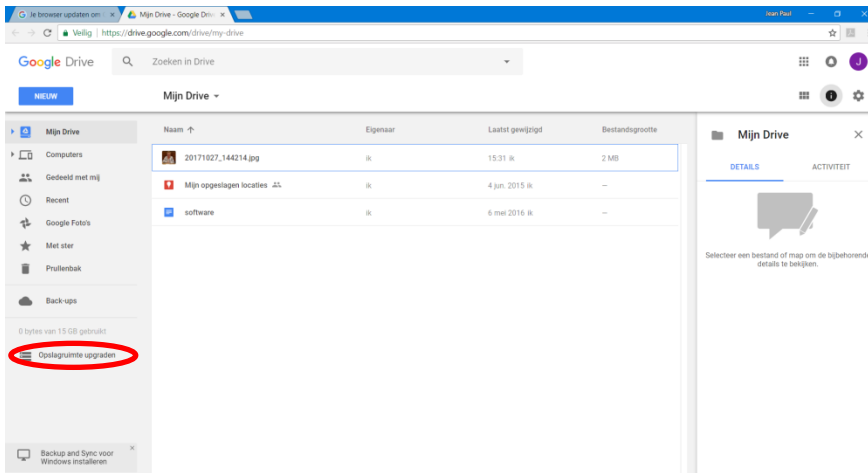 Je browser updaten om
Mijn Drive - Google Drive
Jean Paul
Veilig | https://drive.google.com/drive/my-drive
Google Drive
Zoeken in Drive
J
NIEUW
Mijn Drive
Mijn Drive
Computers
Gedeeld met mij
Recent
Google Foto's
Met ster
Prullenbak
Back-ups
0 bytes van 15 GB gebruikt
Opslagruimte upgraden
Backup and Sync voor
Windows installeren
Naam Eigenaar Laatst gewijzigd Bestandsgrootte
20171027_144214.jpg ik 15:31 ik 2 MB
Mijn opgeslagen locaties ik 4 jun. 2015 ik –
software ik 6 mei 2016 ik –
Mijn Drive
DETAILS ACTIVITEIT
Selecteer een bestand of map om de bijbehorende
details te bekijken.